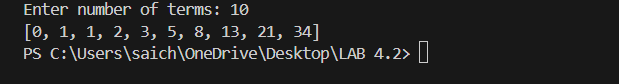 Enter number of terms: 10
[0, 1, 1, 2, 3, 5, 8, 13, 21, 34]
PS C:\Users\saich\OneDrive\Desktop\LAB 4.2>